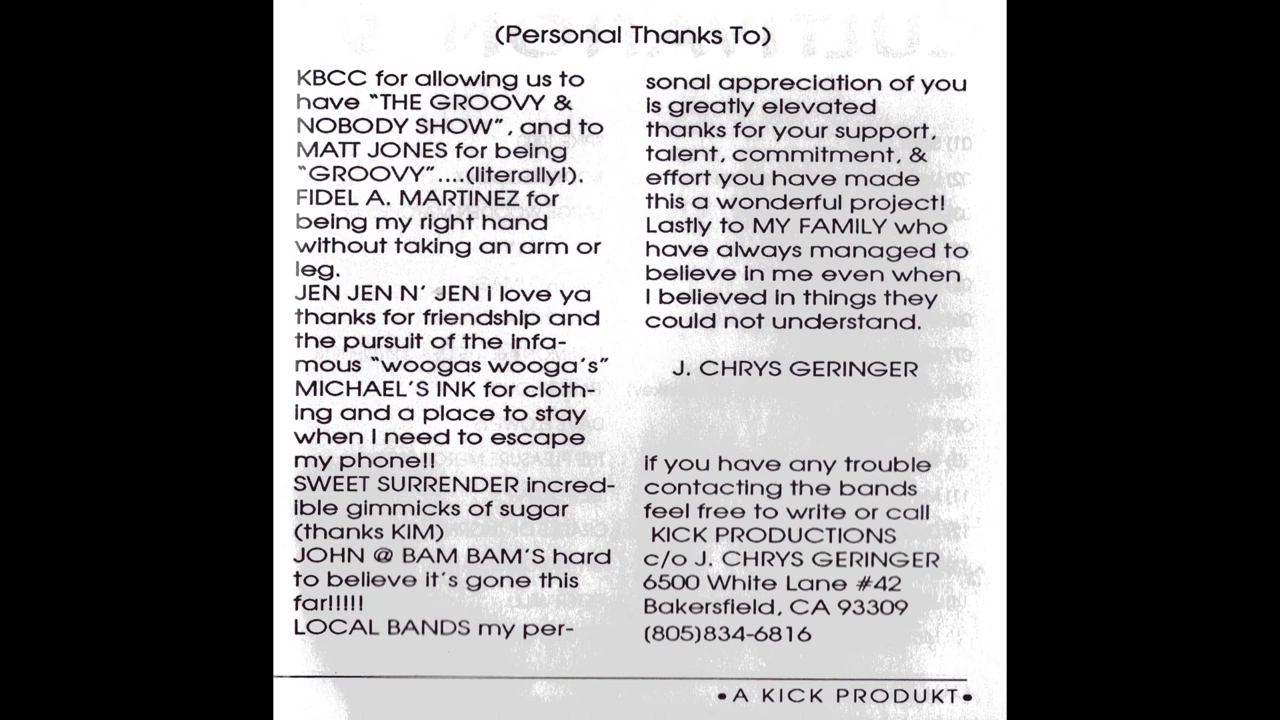 (Personal Thanks To)
KBCC for allowing us to
have "THE GROOVY &
NOBODY SHOW", and to
MATT JONES for being
"GROOVY"....(literally!).
FIDEL A. MARTINEZ for
being my right hand
without taking an arm or
leg.
JEN JEN N' JEN i love ya
thanks for friendship and
the pursuit of the infa-
mous "woogas wooga's"
MICHAEL'S INK for cloth-
ing and a place to stay
when I need to escape
my phone!!
SWEET SURRENDER incred-
ible gimmicks of sugar
(thanks KIM)
JOHN @ BAM BAM'S hard
to believe it's gone this
far!!!!!
LOCAL BANDS my per-
sonal appreciation of you
is greatly elevated
thanks for your support,
talent, commitment, &
effort you have made
this a wonderful project!
Lastly to MY FAMILY who
have always managed to
believe in me even when
I believed in things they
could not understand.
J. CHRYS GERINGER
if you have any trouble
contacting the bands
feel free to write or call
KICK PRODUCTIONS
c/o J. CHRYS GERINGER
6500 White Lane #42
Bakersfield, CA 93309
(805)834-6816
•A KICK PRODUKT•